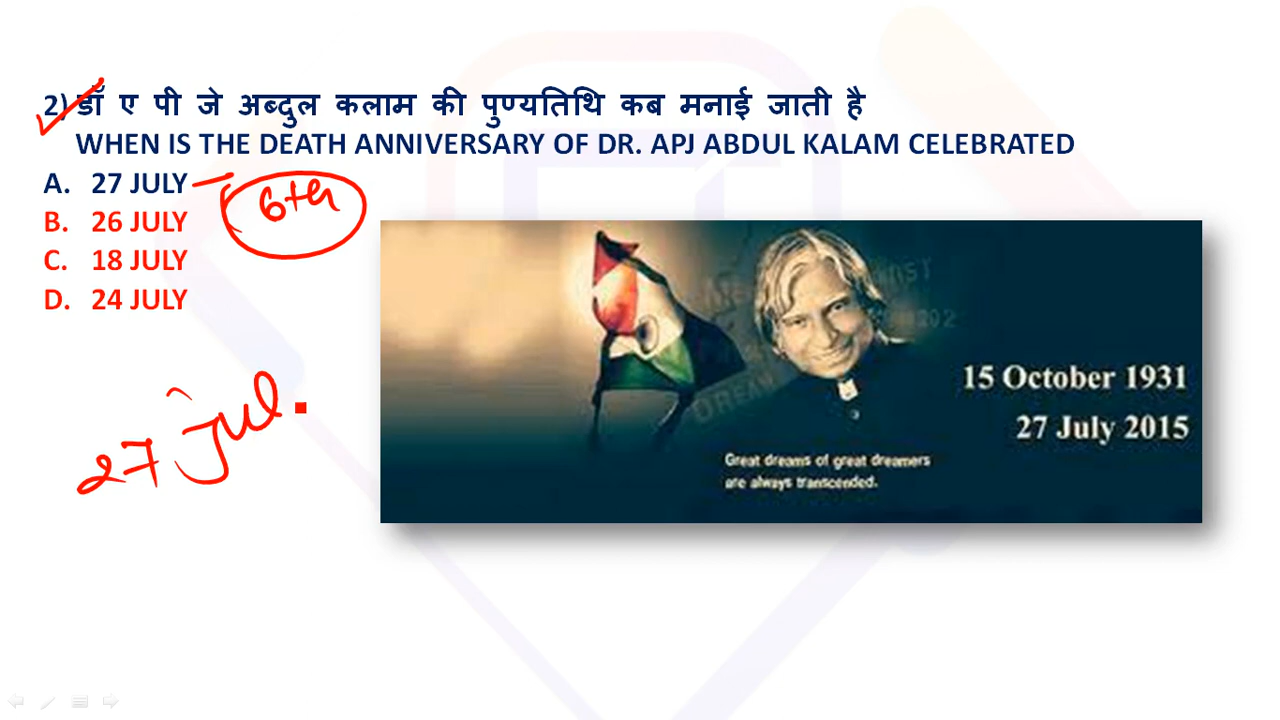 2) डॉ ए पी जे अब्दुल कलाम की पुण्यतिथि कब मनाई जाती है
WHEN IS THE DEATH ANNIVERSARY OF DR. APJ ABDUL KALAM CELEBRATED
A. 27 JULY
6th
B. 26 JULY
C. 18 JULY
D. 24 JULY
27 Jul.
15 October 1931
27 July 2015
Great dreams of great dreamers
are always transcended.